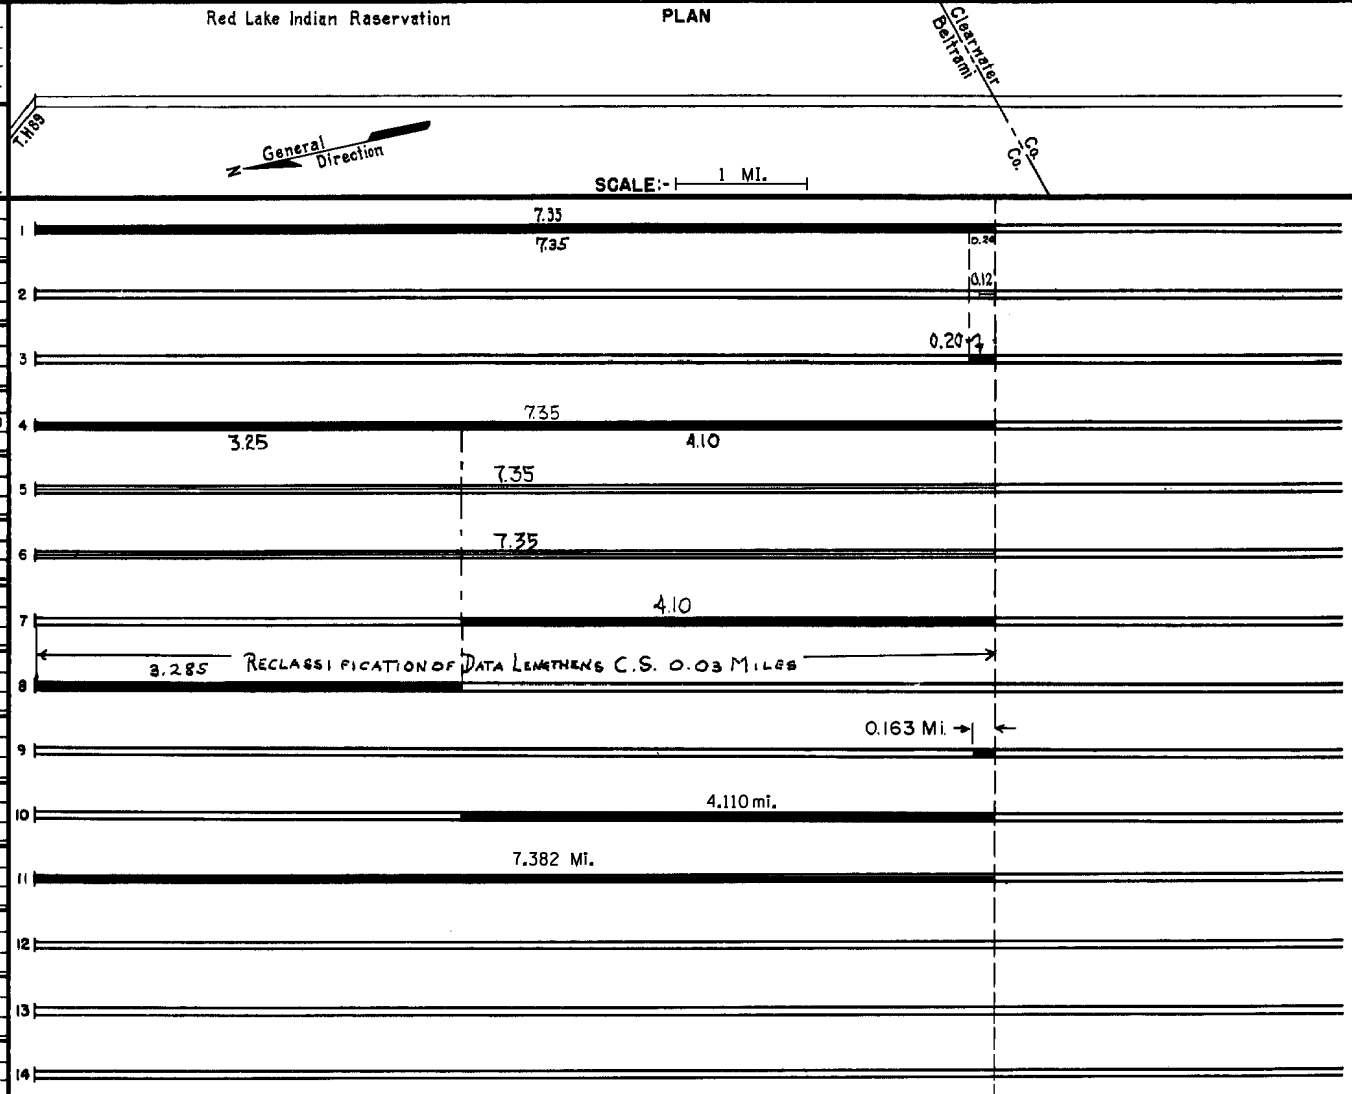 Red Lake Indian Raservation
PLAN
Clearwater Co.
Beltrami Co.
T.H89
General
Direction
N
SCALE:- 1 MI.
7.35
1
7.35
0.24
0.12
2
0.20
3
7.35
4
3.25
4.10
7.35
5
7.35
6
4.10
7
RECLASSIFICATION OF DATA LENGTHENS C.S. 0.03 MILES
3.285
8
0.163 Mi.
9
4.110 mi.
10
7.382 Mi.
11
12
13
14